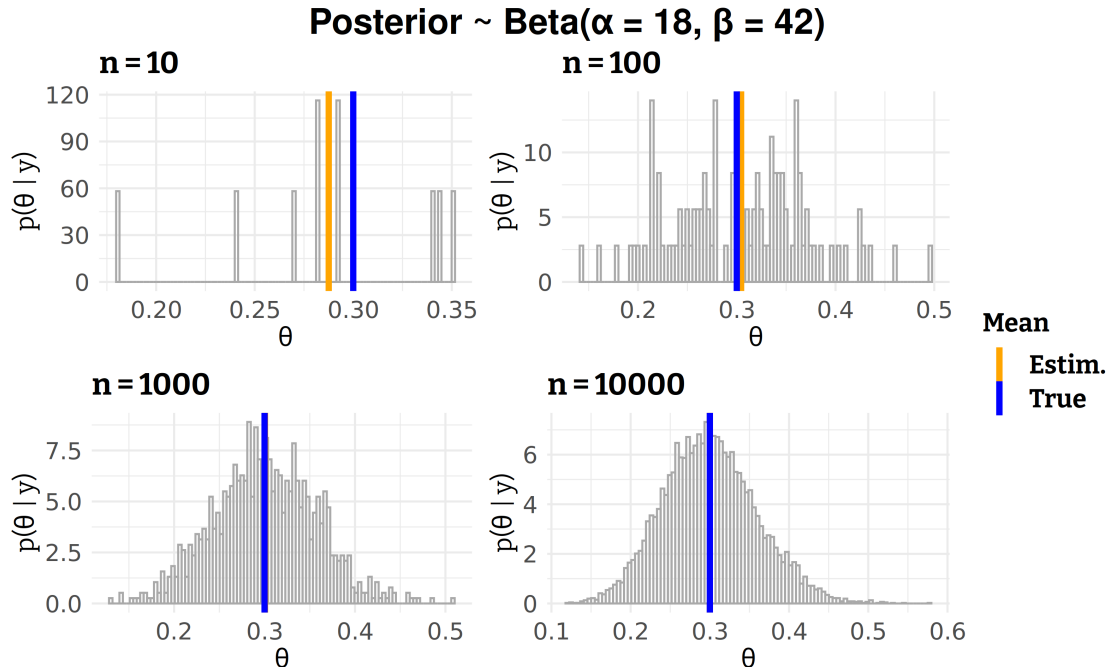 Posterior ~ Beta(α = 18, β = 42)
n = 10
p(θ | y)
120
90
60
30
0
0.20 0.25 0.30 0.35
θ
n = 100
p(θ | y)
10
5
0
0.2 0.3 0.4 0.5
θ
n = 1000
p(θ | y)
7.5
5.0
2.5
0.0
0.2 0.3 0.4 0.5
θ
n = 10000
p(θ | y)
6
4
2
0
0.1 0.2 0.3 0.4 0.5 0.6
θ
Mean
Estim.
True